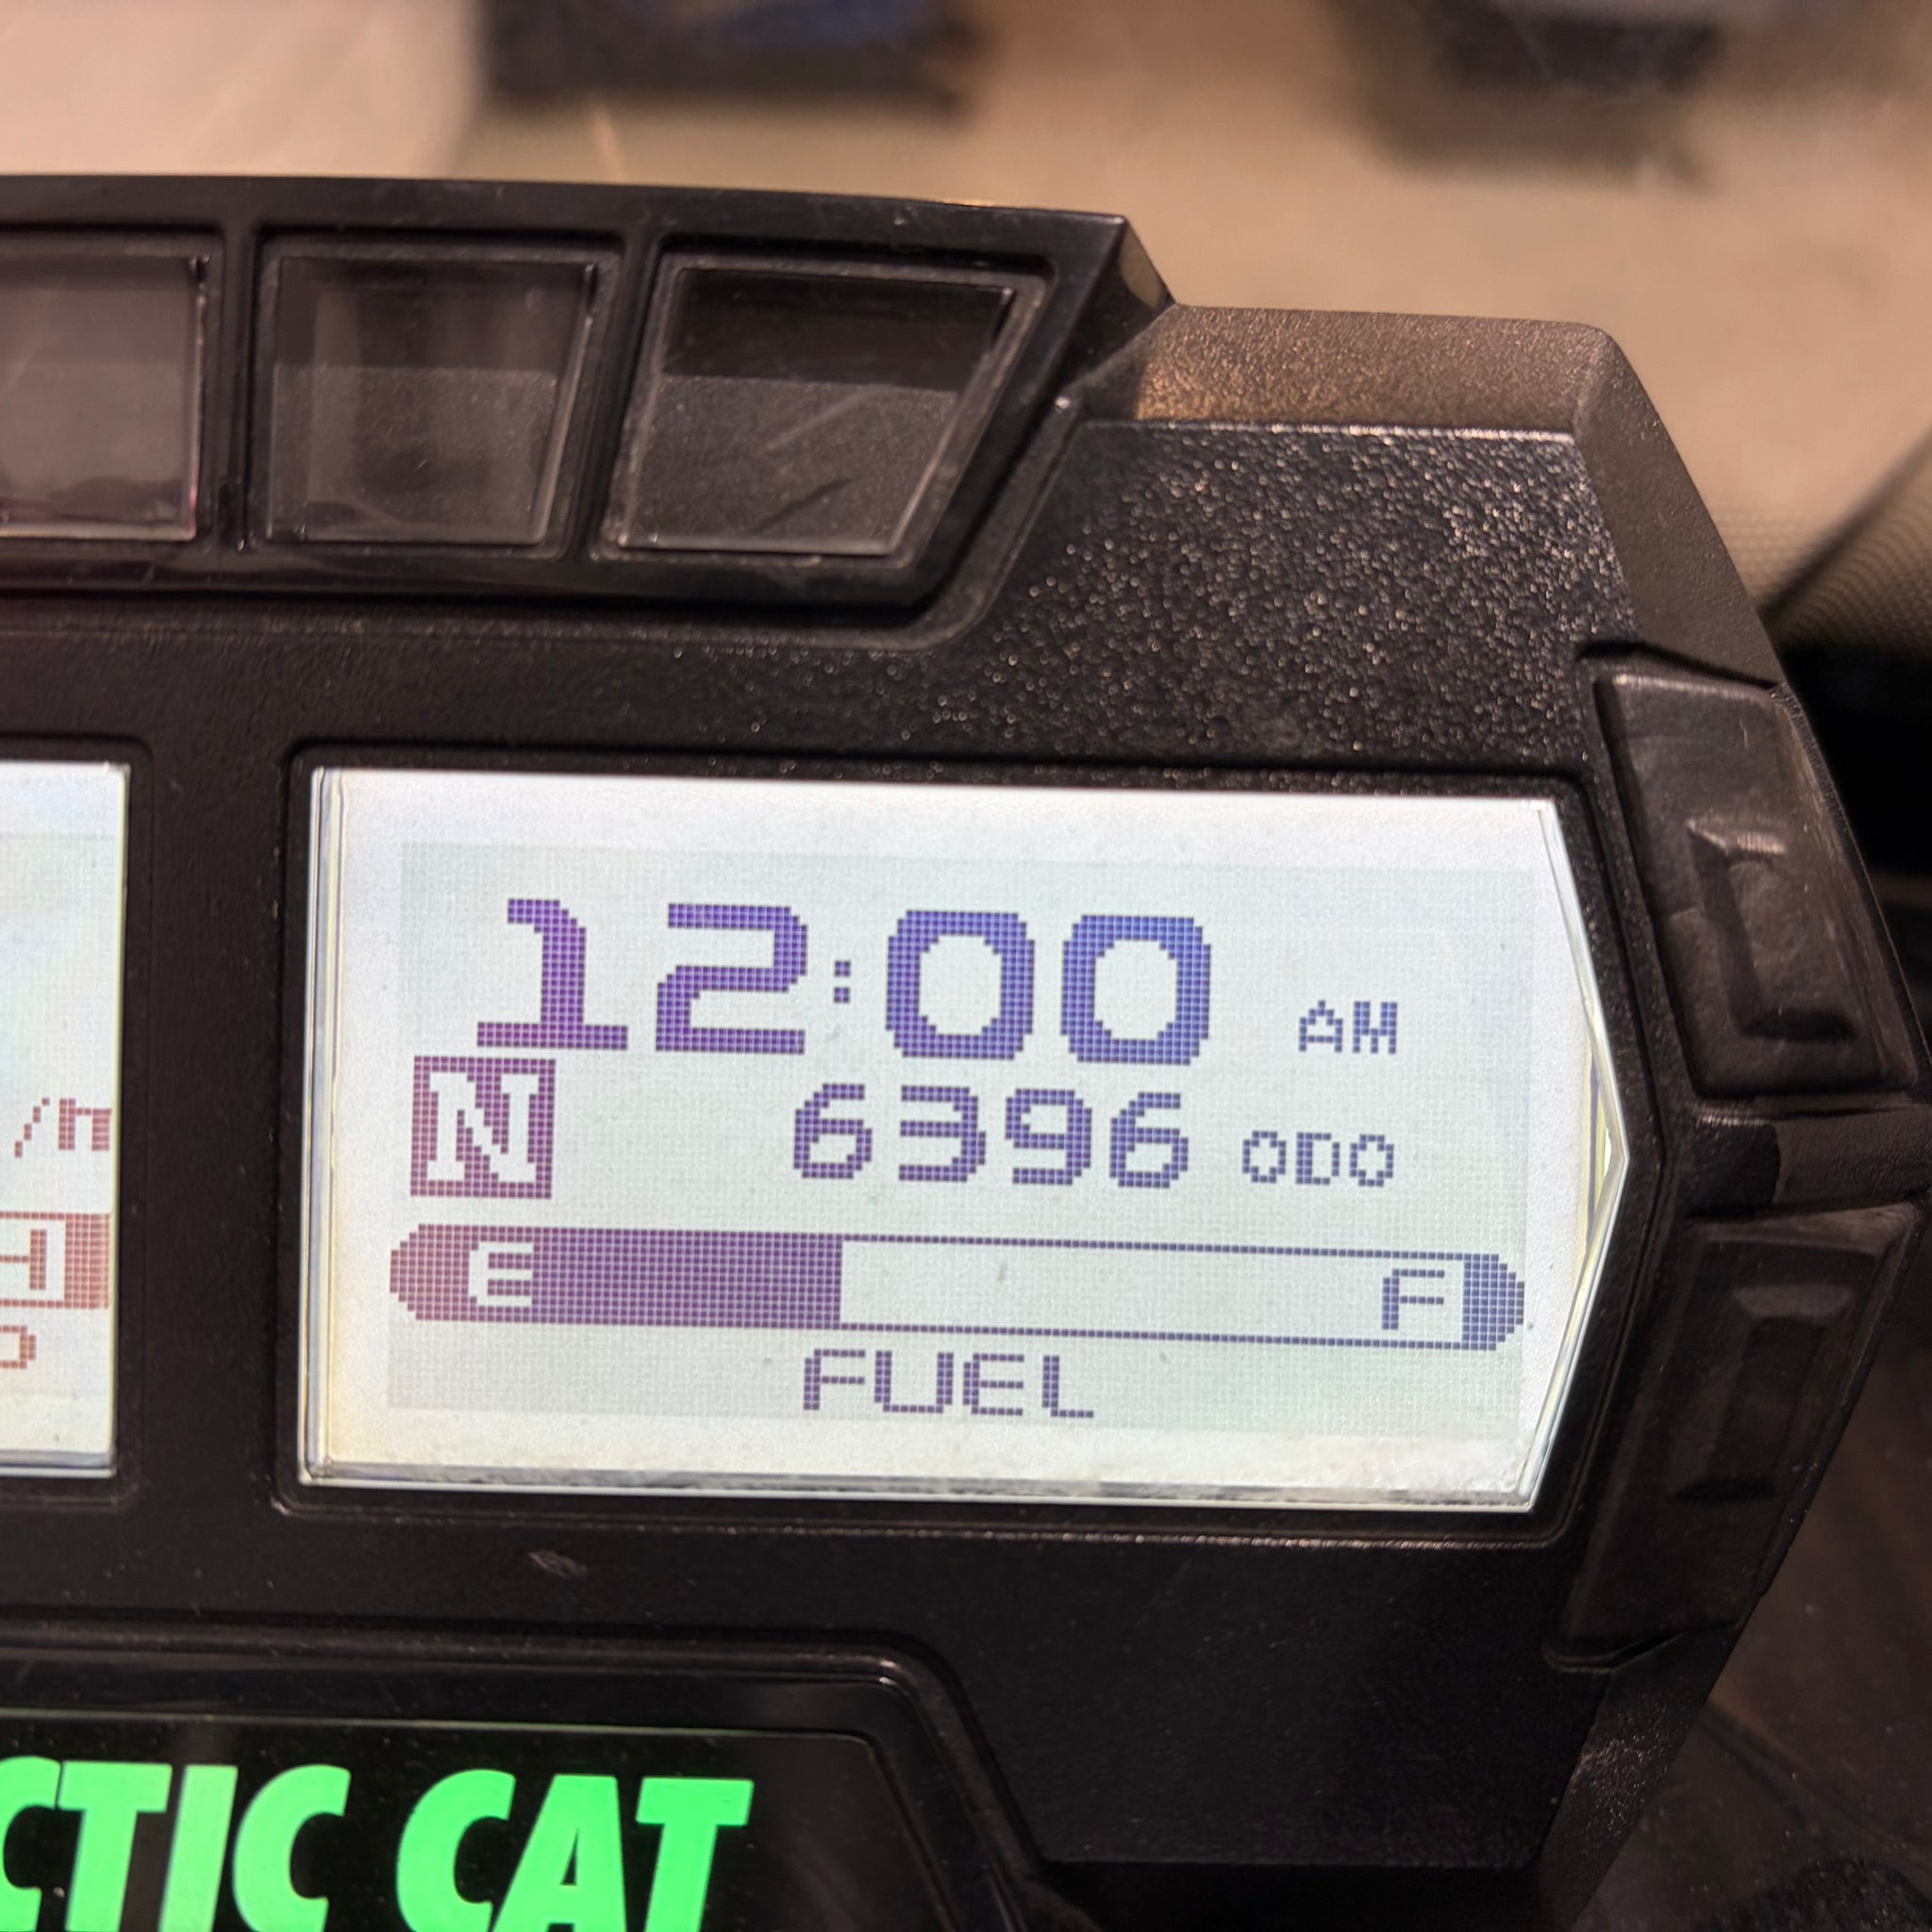 12:00 AM
N 6396 ODO
/h
E F
FUEL
CTIC CAT